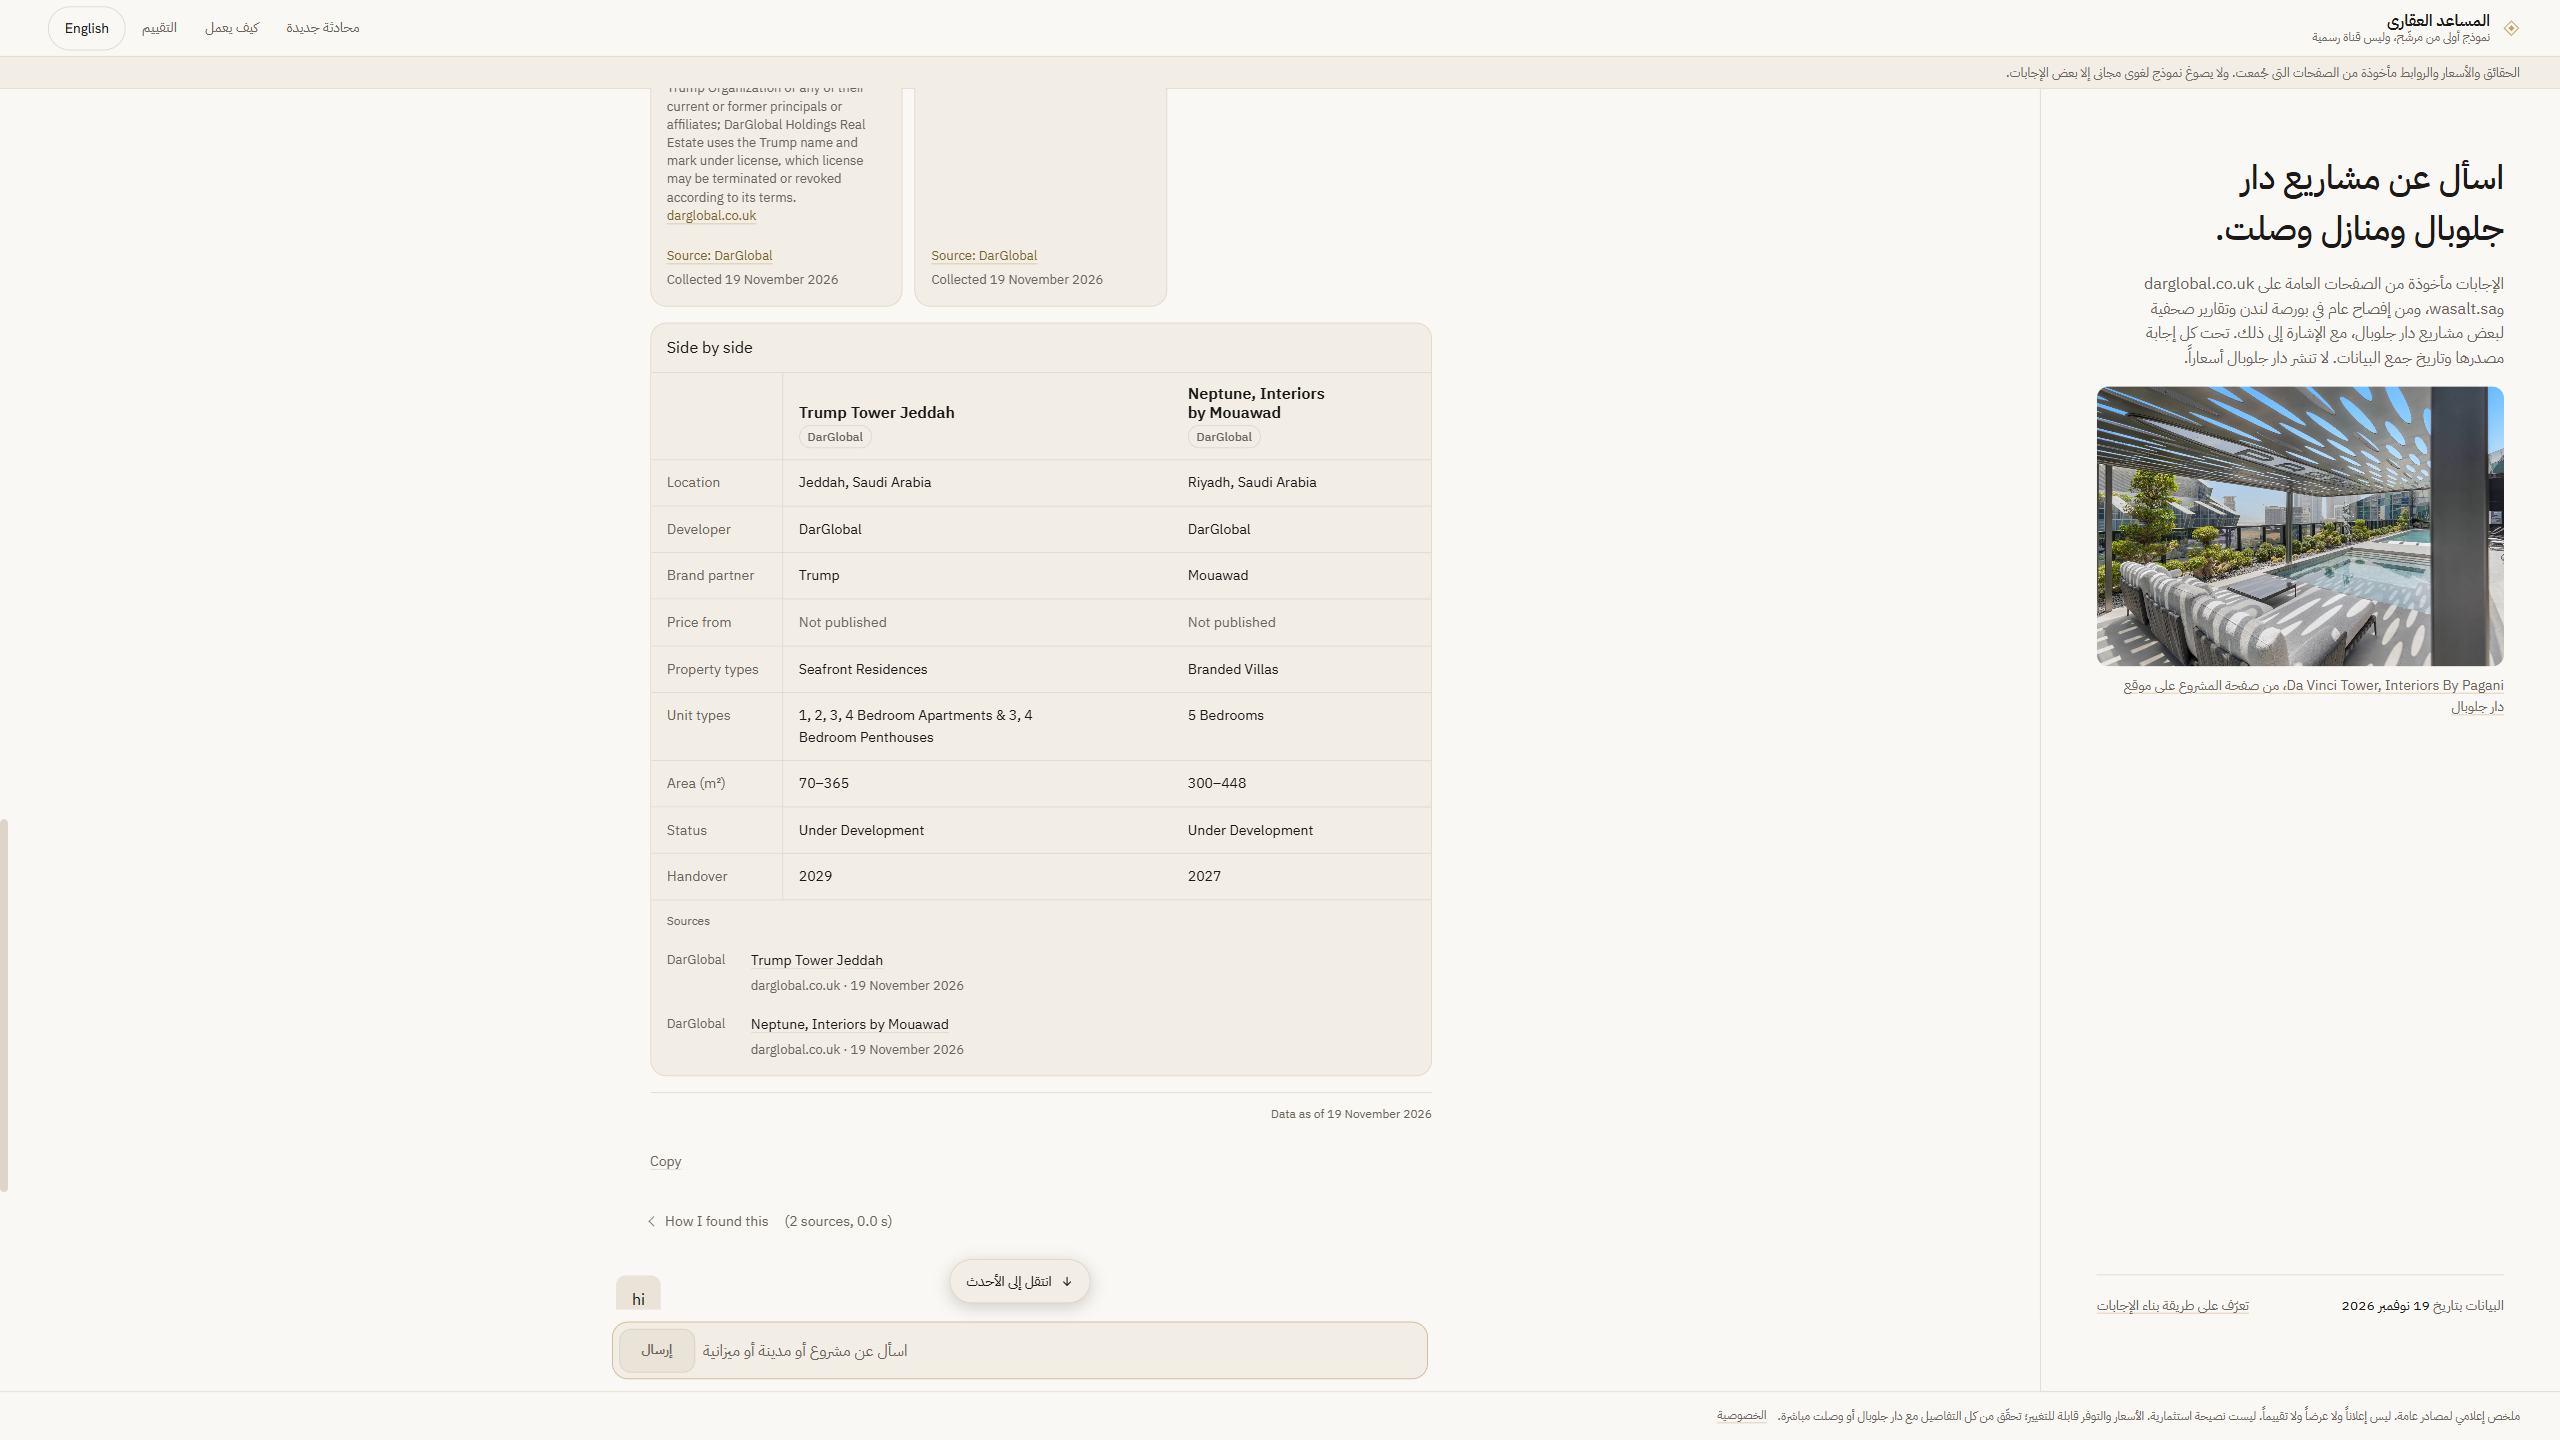 المساعد العقاري
نموذج أولي من مرشّح، وليس قناة رسمية
محادثة جديدة
كيف يعمل
التقييم
English
الحقائق والأسعار والروابط مأخوذة من الصفحات التي جُمعت. ولا يصوغ نموذج لغوي مجاني إلا بعض الإجابات.
اسأل عن مشاريع دار
جلوبال ومنازل وصلت.
الإجابات مأخوذة من الصفحات العامة على darglobal.co.uk
وwasalt.sa، ومن إفصاح عام في بورصة لندن وتقارير صحفية
لبعض مشاريع دار جلوبال، مع الإشارة إلى ذلك. تحت كل إجابة
مصدرها وتاريخ جمع البيانات. لا تنشر دار جلوبال أسعاراً.
Da Vinci Tower, Interiors By Pagani، من صفحة المشروع على موقع
دار جلوبال
البيانات بتاريخ 19 نوفمبر 2026
تعرّف على طريقة بناء الإجابات
Trump Organization or any of their
current or former principals or
affiliates; DarGlobal Holdings Real
Estate uses the Trump name and
mark under license, which license
may be terminated or revoked
according to its terms.
darglobal.co.uk
Source: DarGlobal
Collected 19 November 2026
Source: DarGlobal
Collected 19 November 2026
Side by side
Trump Tower Jeddah
DarGlobal
Neptune, Interiors
by Mouawad
DarGlobal
Location
Jeddah, Saudi Arabia
Riyadh, Saudi Arabia
Developer
DarGlobal
DarGlobal
Brand partner
Trump
Mouawad
Price from
Not published
Not published
Property types
Seafront Residences
Branded Villas
Unit types
1, 2, 3, 4 Bedroom Apartments & 3, 4
Bedroom Penthouses
5 Bedrooms
Area (m²)
70–365
300–448
Status
Under Development
Under Development
Handover
2029
2027
Sources
DarGlobal
Trump Tower Jeddah
darglobal.co.uk · 19 November 2026
DarGlobal
Neptune, Interiors by Mouawad
darglobal.co.uk · 19 November 2026
Data as of 19 November 2026
Copy
How I found this (2 sources, 0.0 s)
انتقل إلى الأحدث
hi
اسأل عن مشروع أو مدينة أو ميزانية
إرسال
ملخص إعلامي لمصادر عامة. ليس إعلاناً ولا عرضاً ولا تقييماً. ليست نصيحة استثمارية. الأسعار والتوفر قابلة للتغيير؛ تحقّق من كل التفاصيل مع دار جلوبال أو وصلت مباشرة. الخصوصية